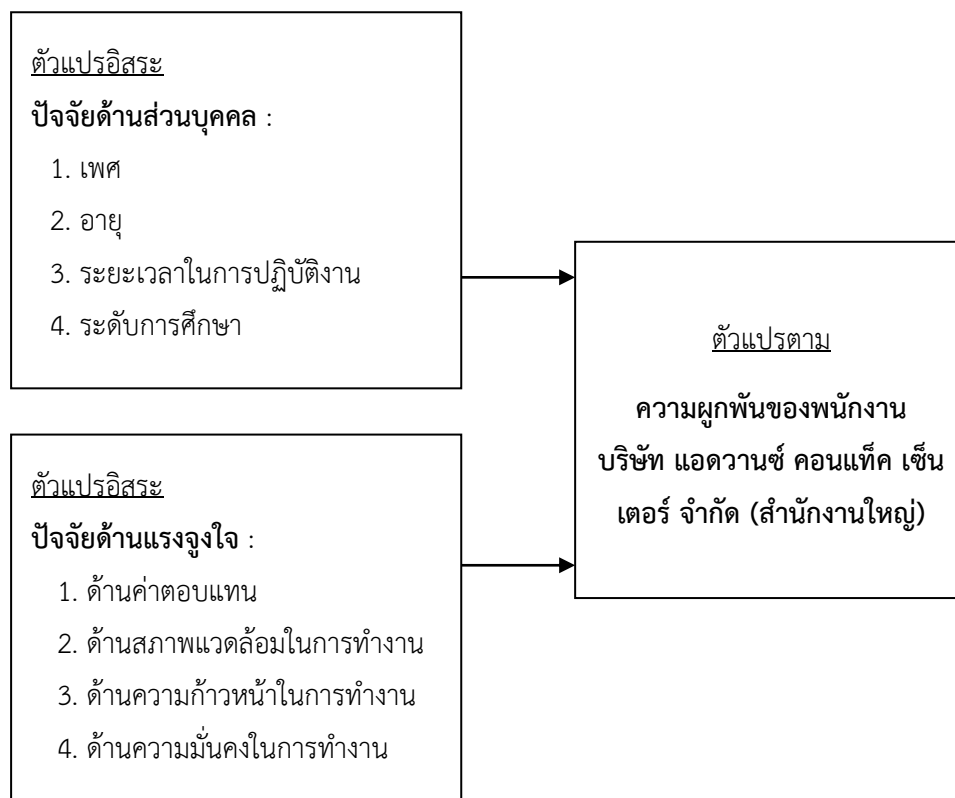 ตัวแปรอิสระ
ปัจจัยด้านส่วนบุคคล :
1. เพศ
2. อายุ
3. ระยะเวลาในการปฏิบัติงาน
4. ระดับการศึกษา
ตัวแปรอิสระ
ปัจจัยด้านแรงจูงใจ :
1. ด้านค่าตอบแทน
2. ด้านสภาพแวดล้อมในการทำงาน
3. ด้านความก้าวหน้าในการทำงาน
4. ด้านความมั่นคงในการทำงาน
ตัวแปรตาม
ความผูกพันของพนักงาน
บริษัท แอดวานซ์ คอนแท็ค เซ็น
เตอร์ จำกัด (สำนักงานใหญ่)